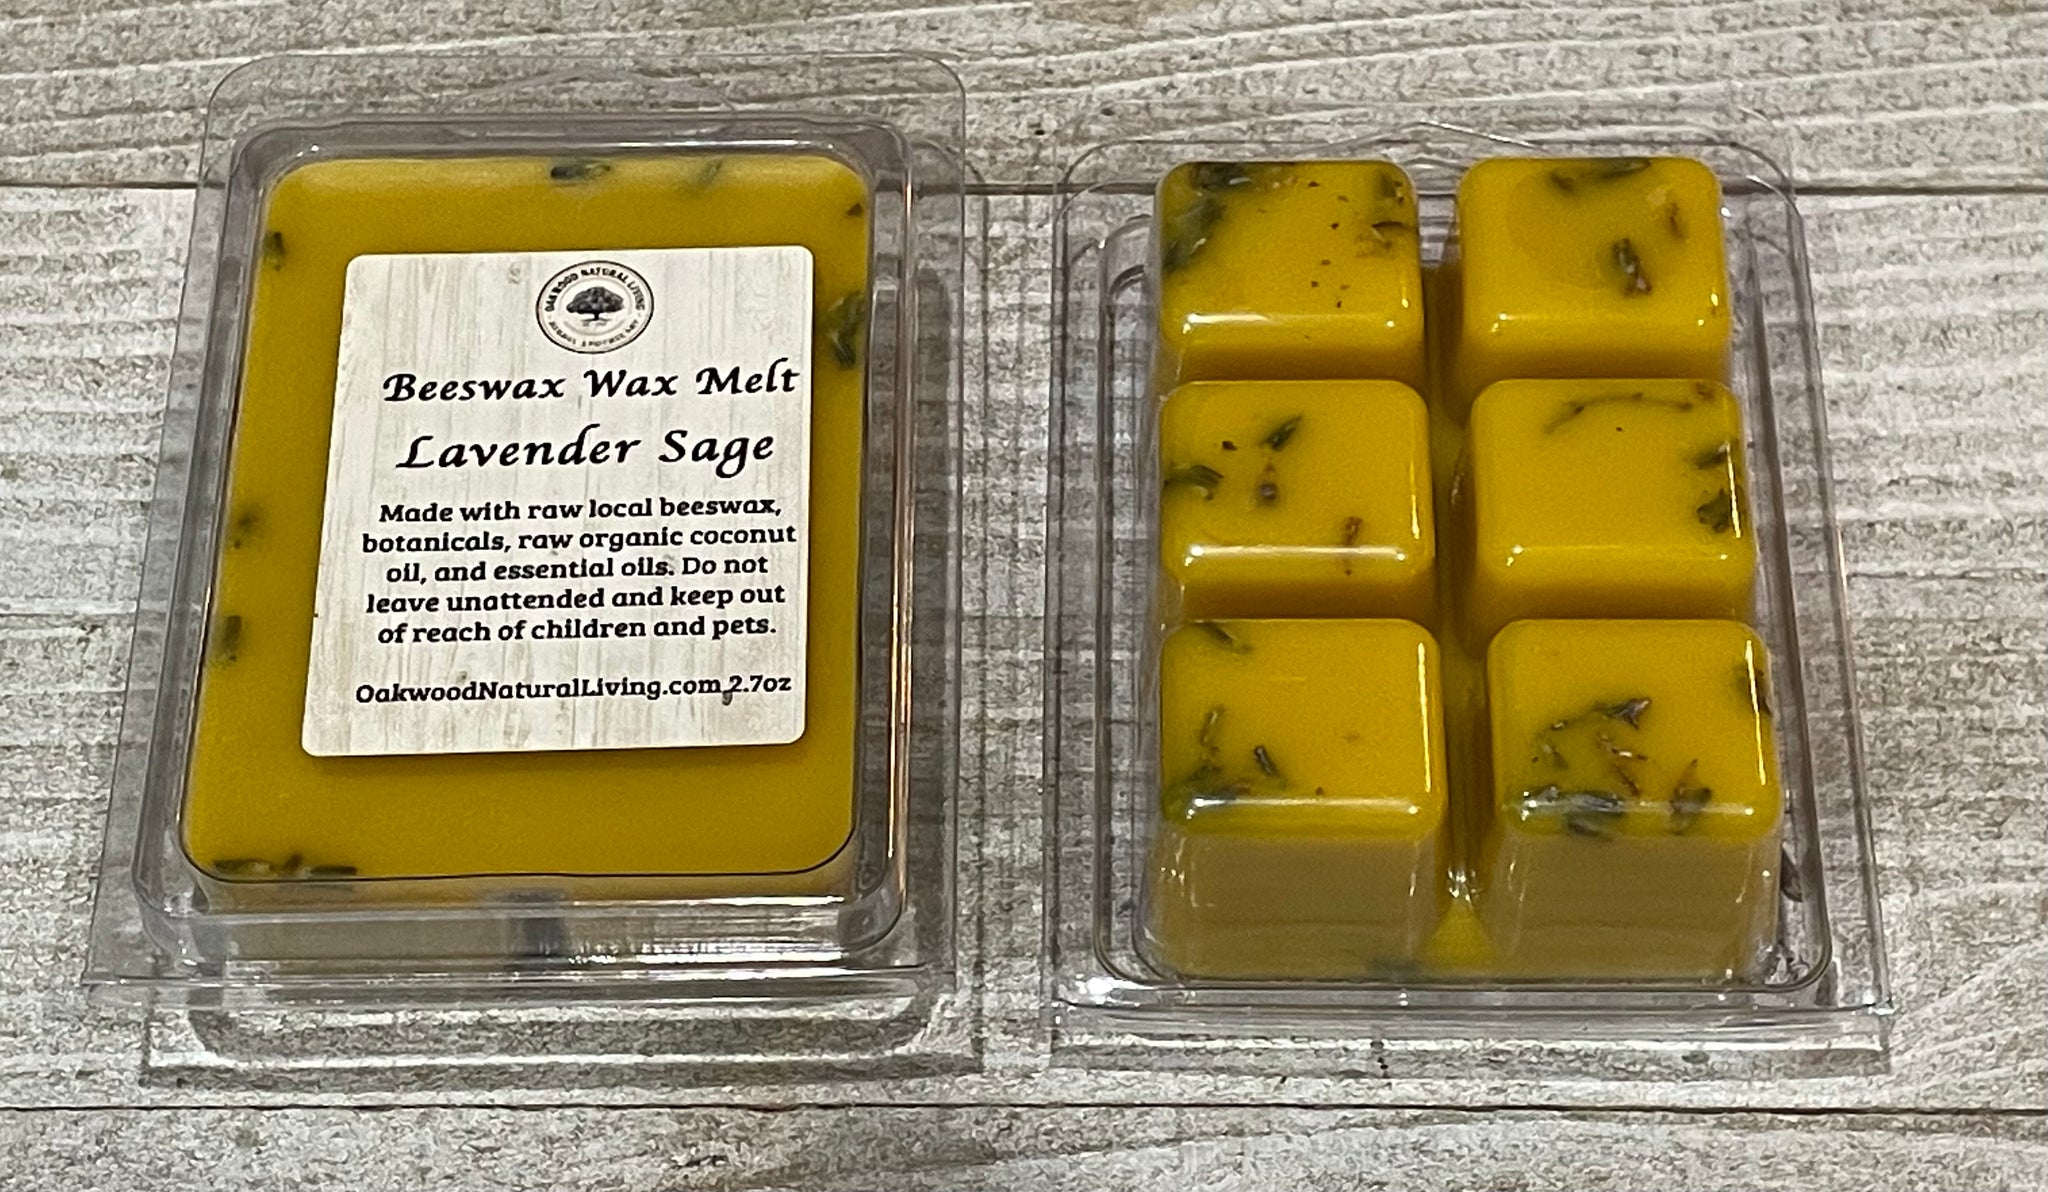 OAKWOOD NATURAL LIVING
Beeswax Wax Melt
Lavender Sage
Made with raw local beeswax,
botanicals, raw organic coconut
oil, and essential oils. Do not
leave unattended and keep out
of reach of children and pets.
OakwoodNaturalLiving.com 2.7oz